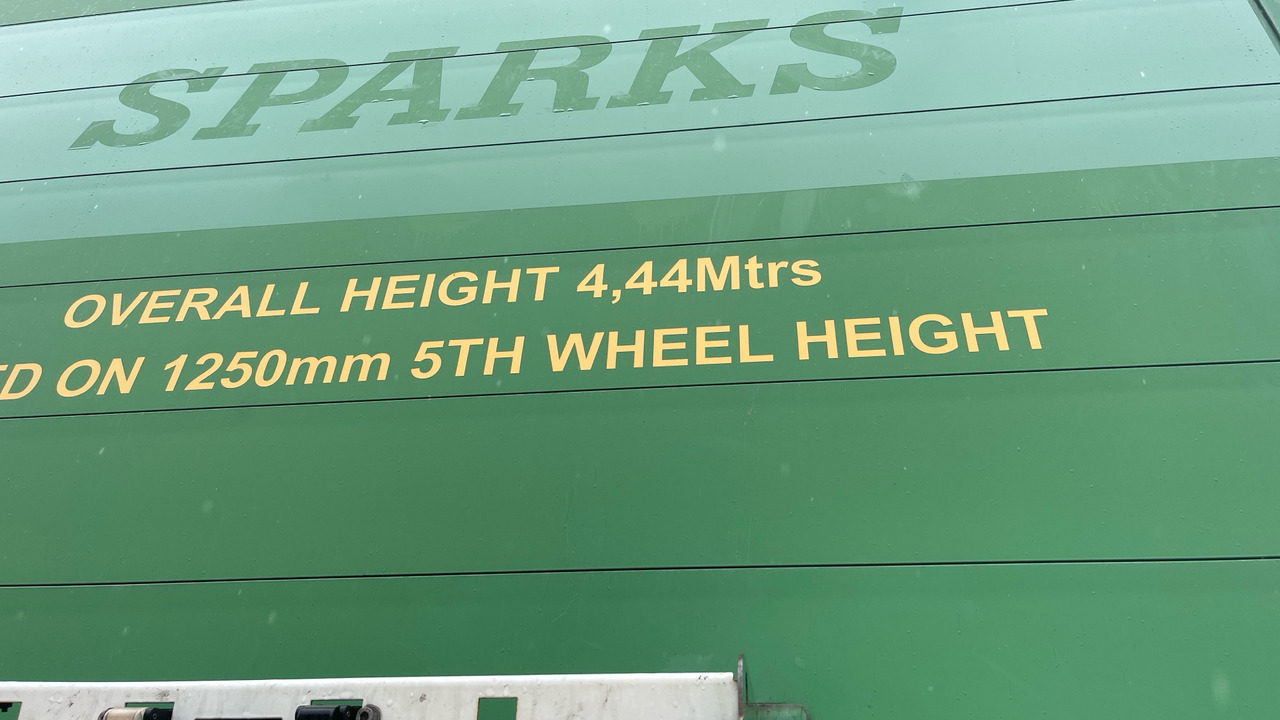 SPARKS
OVERALL HEIGHT 4,44Mtrs
ON 1250mm 5TH WHEEL HEIGHT